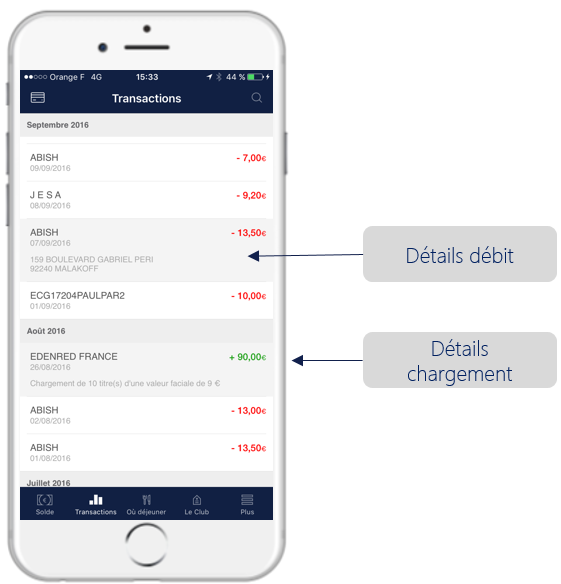 Orange F 4G 15:33 44 %
Transactions
Septembre 2016
ABISH - 7,00€
09/09/2016
J E S A - 9,20€
08/09/2016
ABISH - 13,50€
07/09/2016
159 BOULEVARD GABRIEL PERI
92240 MALAKOFF
Détails débit
ECG17204PAULPAR2 - 10,00€
01/09/2016
Août 2016
EDENRED FRANCE + 90,00€
26/08/2016
Chargement de 10 titre(s) d'une valeur faciale de 9 €
Détails
chargement
ABISH - 13,00€
02/08/2016
ABISH - 13,50€
01/08/2016
Juillet 2016
Solde Transactions Où déjeuner Le Club Plus